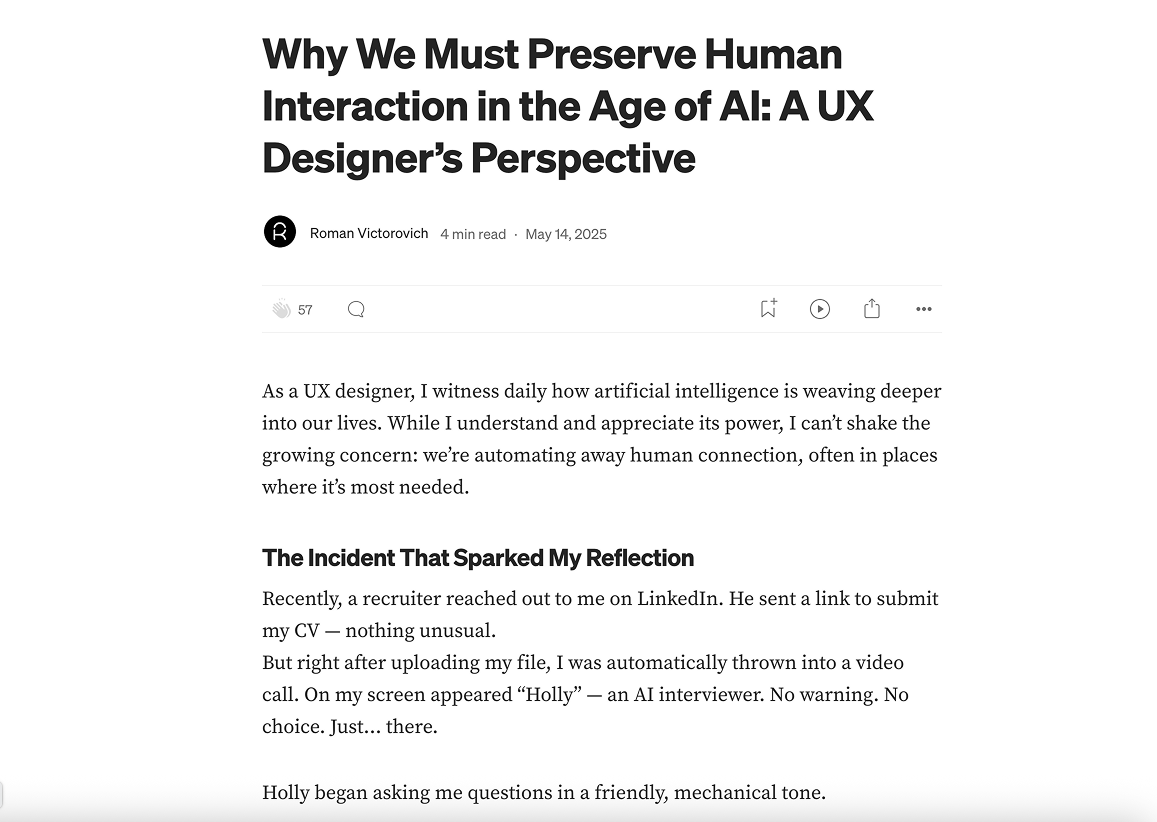 Why We Must Preserve Human
Interaction in the Age of AI: A UX
Designer’s Perspective
Roman Victorovich 4 min read · May 14, 2025
57
As a UX designer, I witness daily how artificial intelligence is weaving deeper
into our lives. While I understand and appreciate its power, I can’t shake the
growing concern: we’re automating away human connection, often in places
where it’s most needed.
The Incident That Sparked My Reflection
Recently, a recruiter reached out to me on LinkedIn. He sent a link to submit
my CV — nothing unusual.
But right after uploading my file, I was automatically thrown into a video
call. On my screen appeared “Holly” — an AI interviewer. No warning. No
choice. Just… there.
Holly began asking me questions in a friendly, mechanical tone.